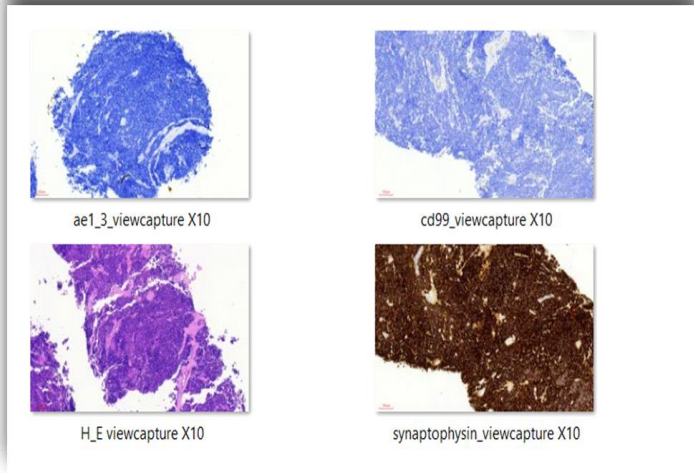 ae1_3_viewcapture X10
cd99_viewcapture X10
H_E viewcapture X10
synaptophysin_viewcapture X10